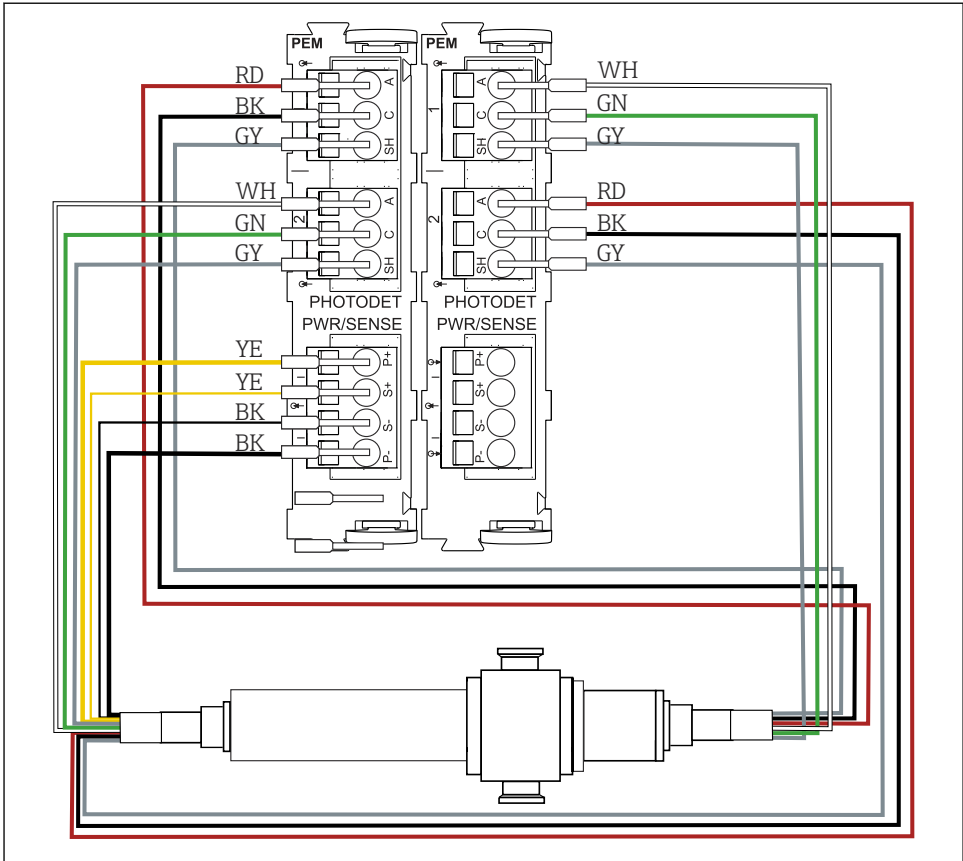 PEM PEM
RD A A WH
BK C 1 C GN
GY SH SH GY
WH A A RD
GN 2 C 2 C BK
GY SH SH GY
PHOTODET PHOTODET
PWR/SENSE PWR/SENSE
YE P+ P+
YE S+ S+
BK S- S-
BK P- P-